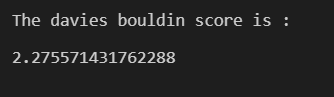 The davies bouldin score is :
2.275571431762288